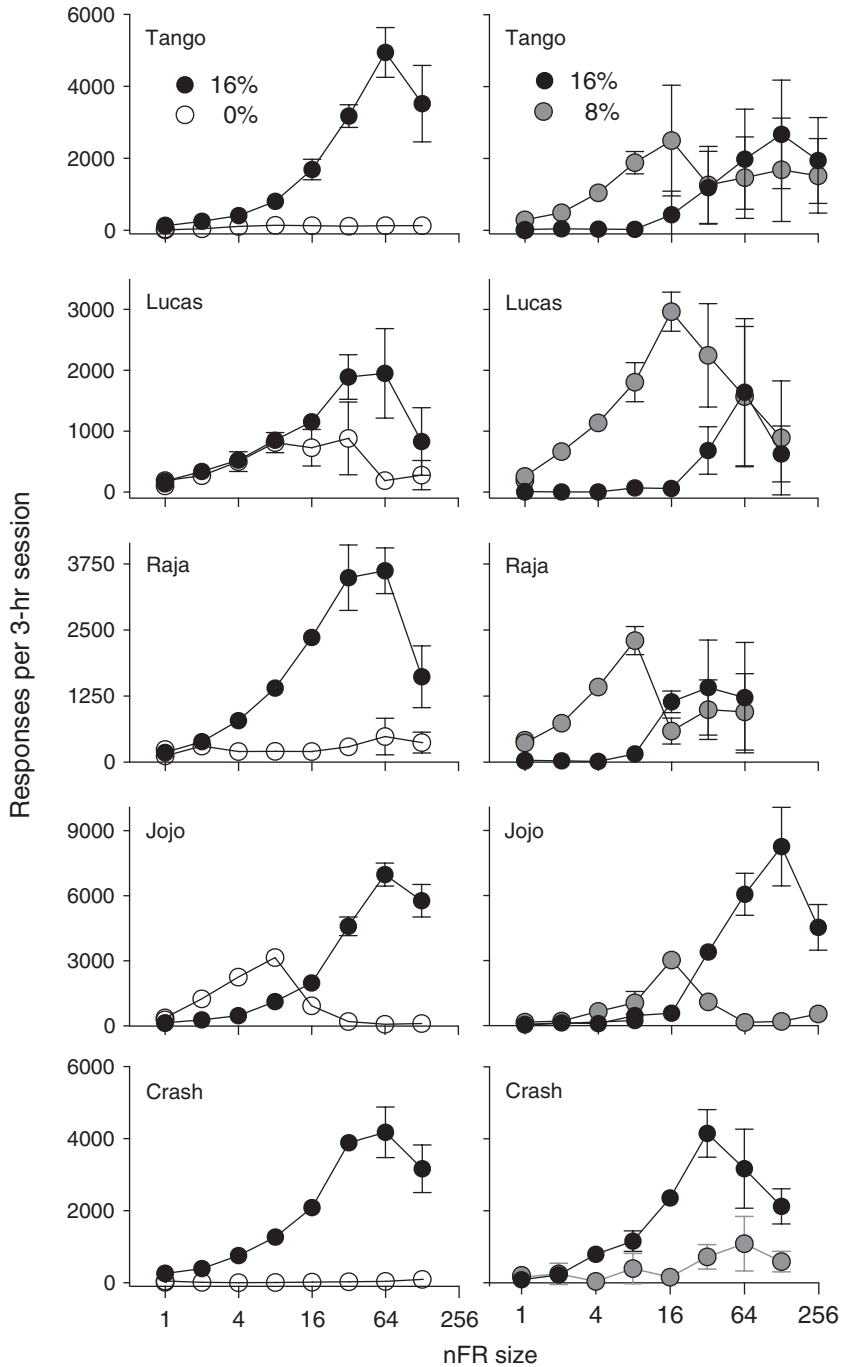 6000
Tango
Tango
16%
16%
4000
0%
8%
2000
0
3000
Lucas
Lucas
2000
1000
0
Responses per 3-hr session
3750
Raja
Raja
2500
1250
0
9000
Jojo
Jojo
6000
3000
0
6000
Crash
Crash
4000
2000
0
1 4 16 64 256 1 4 16 64 256
nFR size